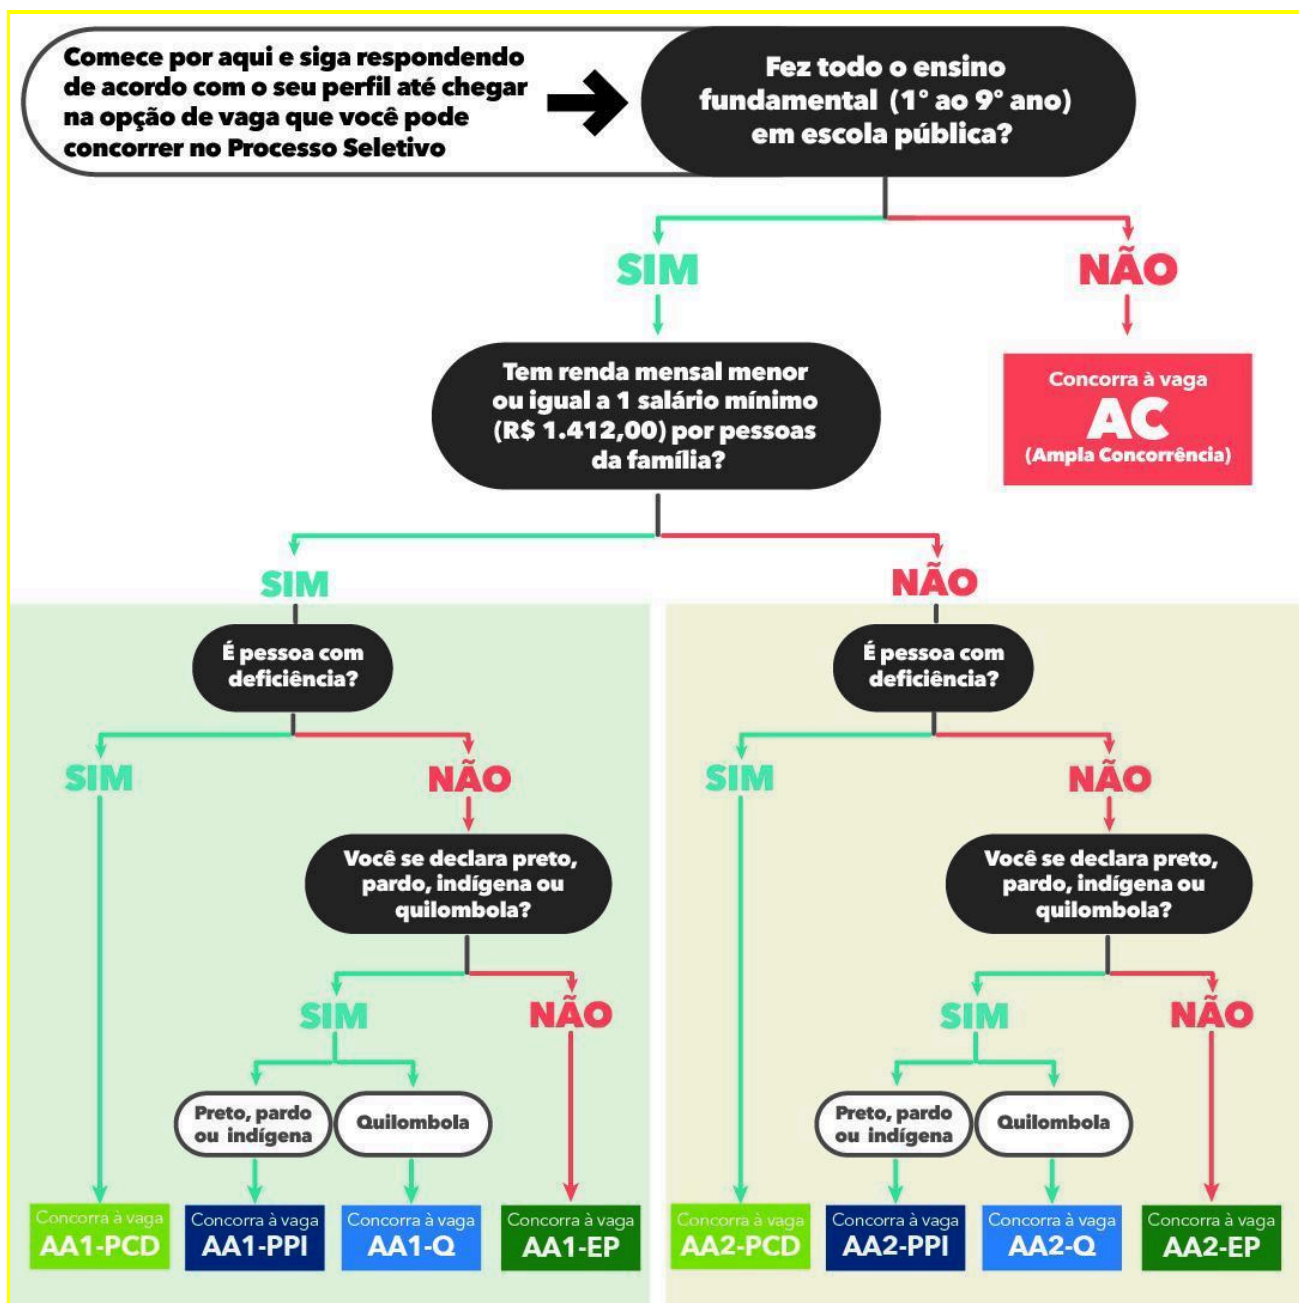 Comece por aqui e siga respondendo
de acordo com o seu perfil até chegar
na opção de vaga que você pode
concorrer no Processo Seletivo
Fez todo o ensino
fundamental (1º ao 9º ano)
em escola pública?
SIM
NÃO
Tem renda mensal menor
ou igual a 1 salário mínimo
(R$ 1.412,00) por pessoas
da família?
Concorra à vaga
AC
(Ampla Concorrência)
SIM
NÃO
É pessoa com
deficiência?
É pessoa com
deficiência?
SIM
NÃO
SIM
NÃO
Você se declara preto,
pardo, indígena ou
quilombola?
Você se declara preto,
pardo, indígena ou
quilombola?
SIM
NÃO
SIM
NÃO
Preto, pardo
ou indígena
Quilombola
Preto, pardo
ou indígena
Quilombola
Concorra à vaga
AA1-PCD
Concorra à vaga
AA1-PPI
Concorra à vaga
AA1-Q
Concorra à vaga
AA1-EP
Concorra à vaga
AA2-PCD
Concorra à vaga
AA2-PPI
Concorra à vaga
AA2-Q
Concorra à vaga
AA2-EP